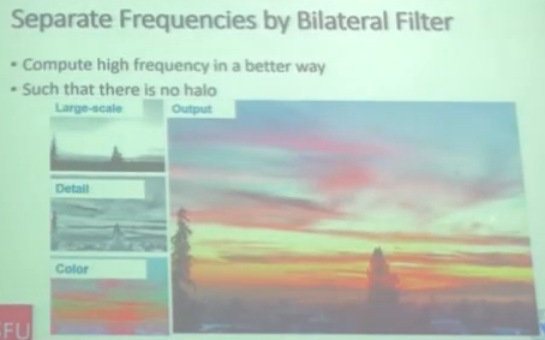 Separate Frequencies by Bilateral Filter
• Compute high frequency in a better way
• Such that there is no halo
Large-scale
Output
Detail
Color
SFU